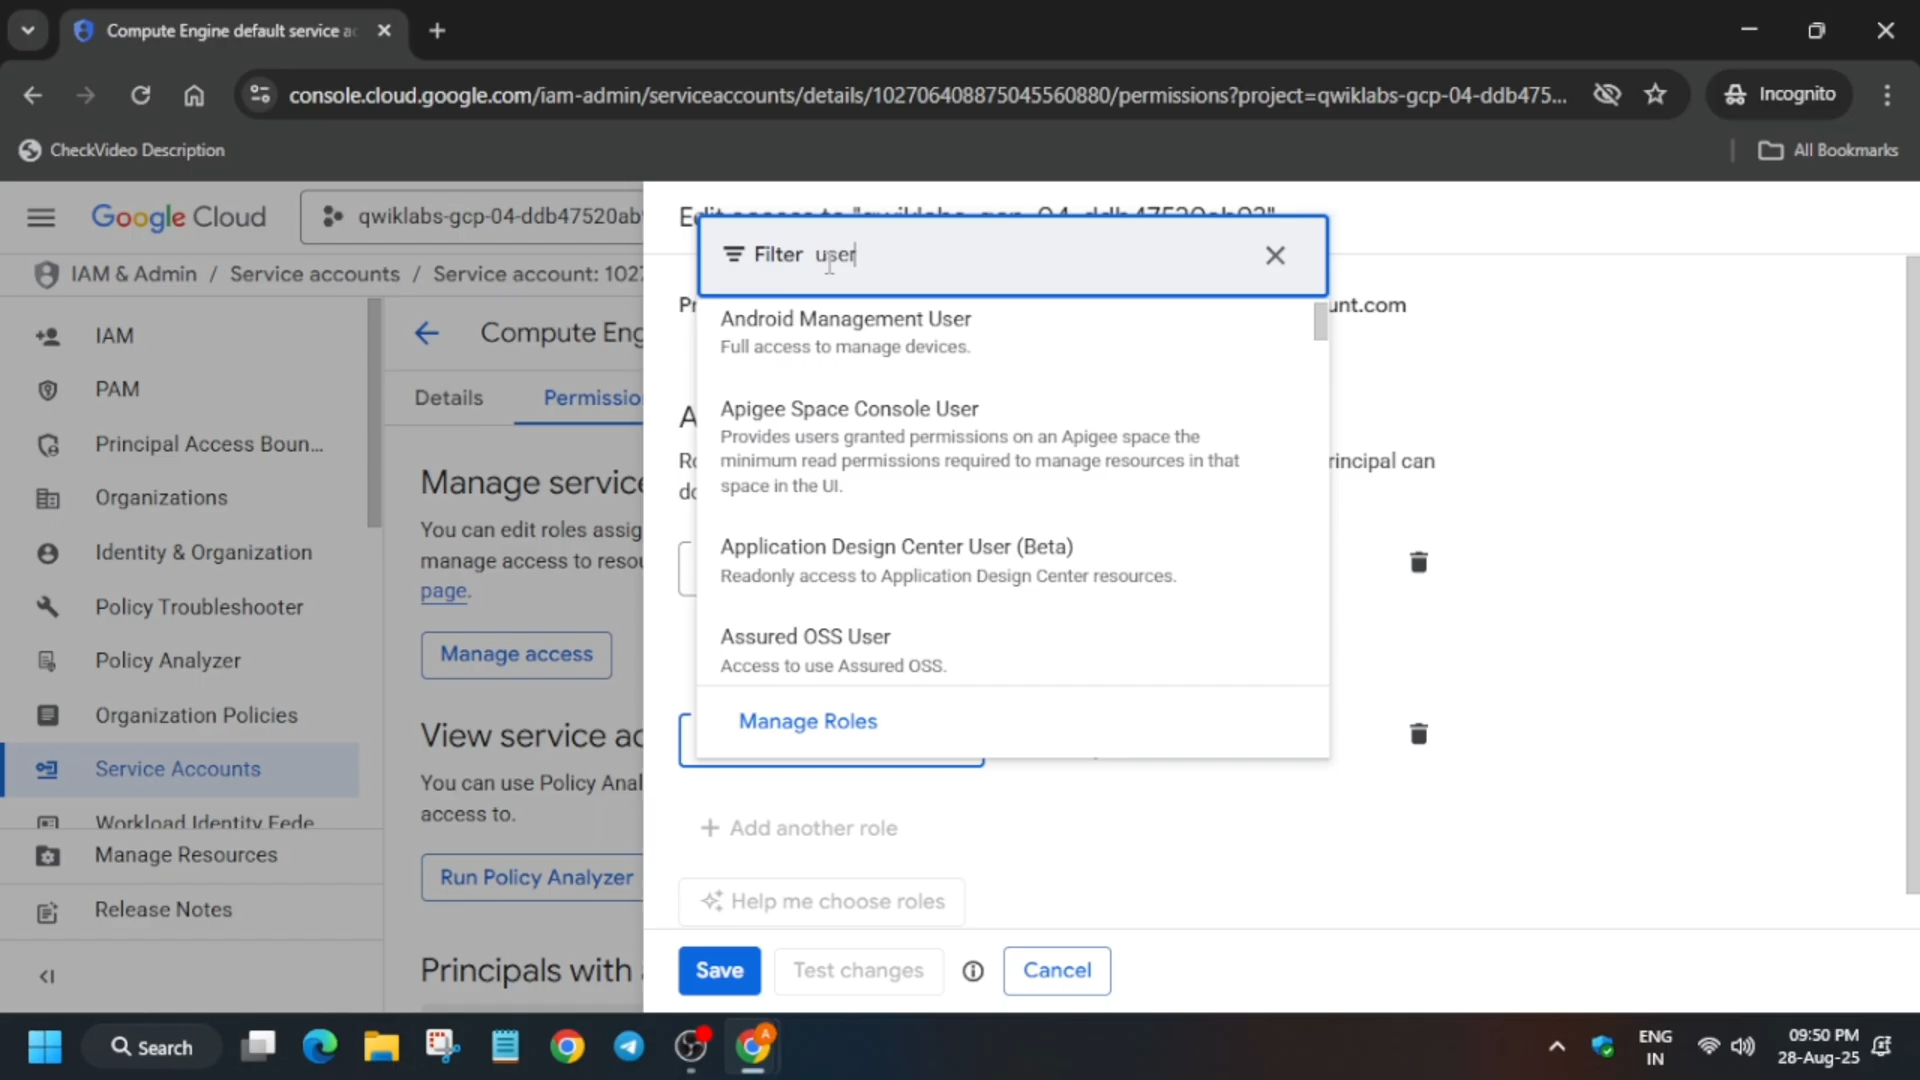 Compute Engine default service ac
console.cloud.google.com/iam-admin/serviceaccounts/details/102706408875045560880/permissions?project=qwiklabs-gcp-04-ddb475...
Incognito
CheckVideo Description
All Bookmarks
Google Cloud
qwiklabs-gcp-04-ddb47520ab
IAM & Admin / Service accounts / Service account: 1027
IAM
PAM
Principal Access Boun...
Organizations
Identity & Organization
Policy Troubleshooter
Policy Analyzer
Organization Policies
Service Accounts
Workload Identity Fede
Manage Resources
Release Notes
Compute Eng
Details
Permissio
Manage service
You can edit roles assig
manage access to resou
page.
Manage access
View service ac
You can use Policy Anal
access to.
Run Policy Analyzer
Principals with a
Edit access to "qwiklabs-gcp-04-ddb47520ab93"
Pr
unt.com
A
Ro
rincipal can
do
Filter user
Android Management User
Full access to manage devices.
Apigee Space Console User
Provides users granted permissions on an Apigee space the
minimum read permissions required to manage resources in that
space in the UI.
Application Design Center User (Beta)
Readonly access to Application Design Center resources.
Assured OSS User
Access to use Assured OSS.
Manage Roles
+ Add another role
Help me choose roles
Save
Test changes
Cancel
Search
ENG
IN
09:50 PM
28-Aug-25